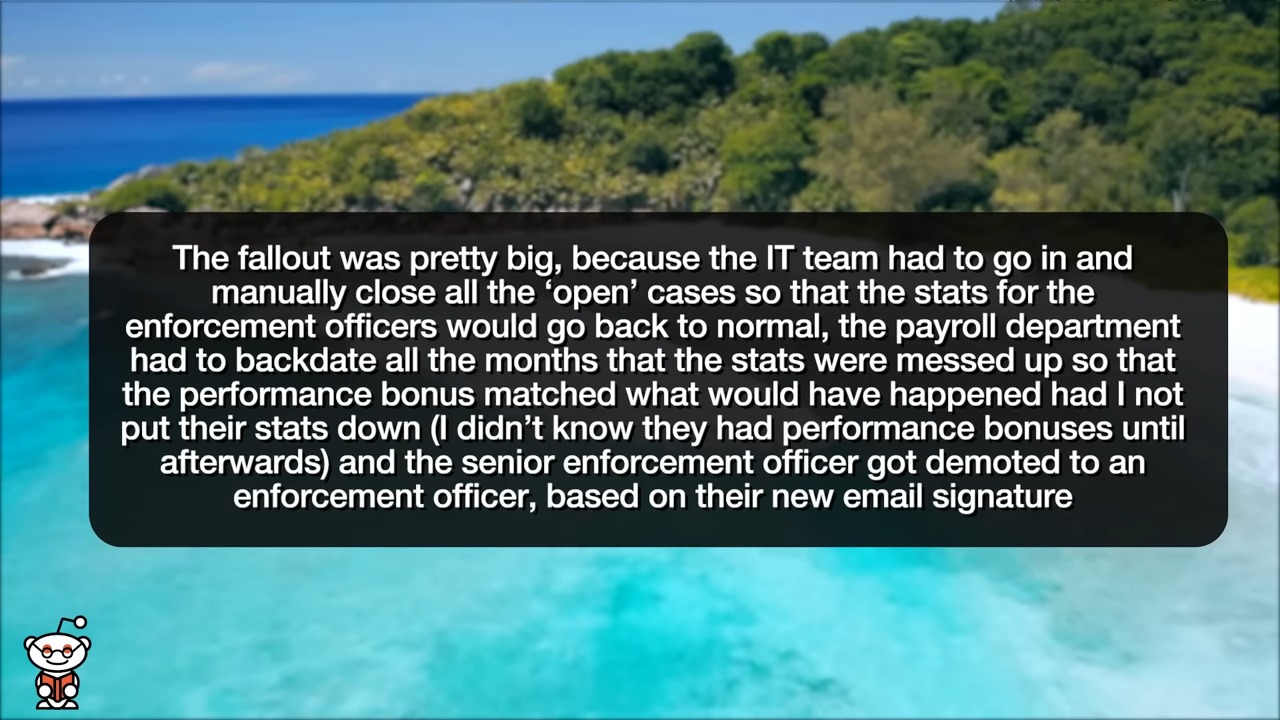 The fallout was pretty big, because the IT team had to go in and
manually close all the ‘open’ cases so that the stats for the
enforcement officers would go back to normal, the payroll department
had to backdate all the months that the stats were messed up so that
the performance bonus matched what would have happened had I not
put their stats down (I didn’t know they had performance bonuses until
afterwards) and the senior enforcement officer got demoted to an
enforcement officer, based on their new email signature